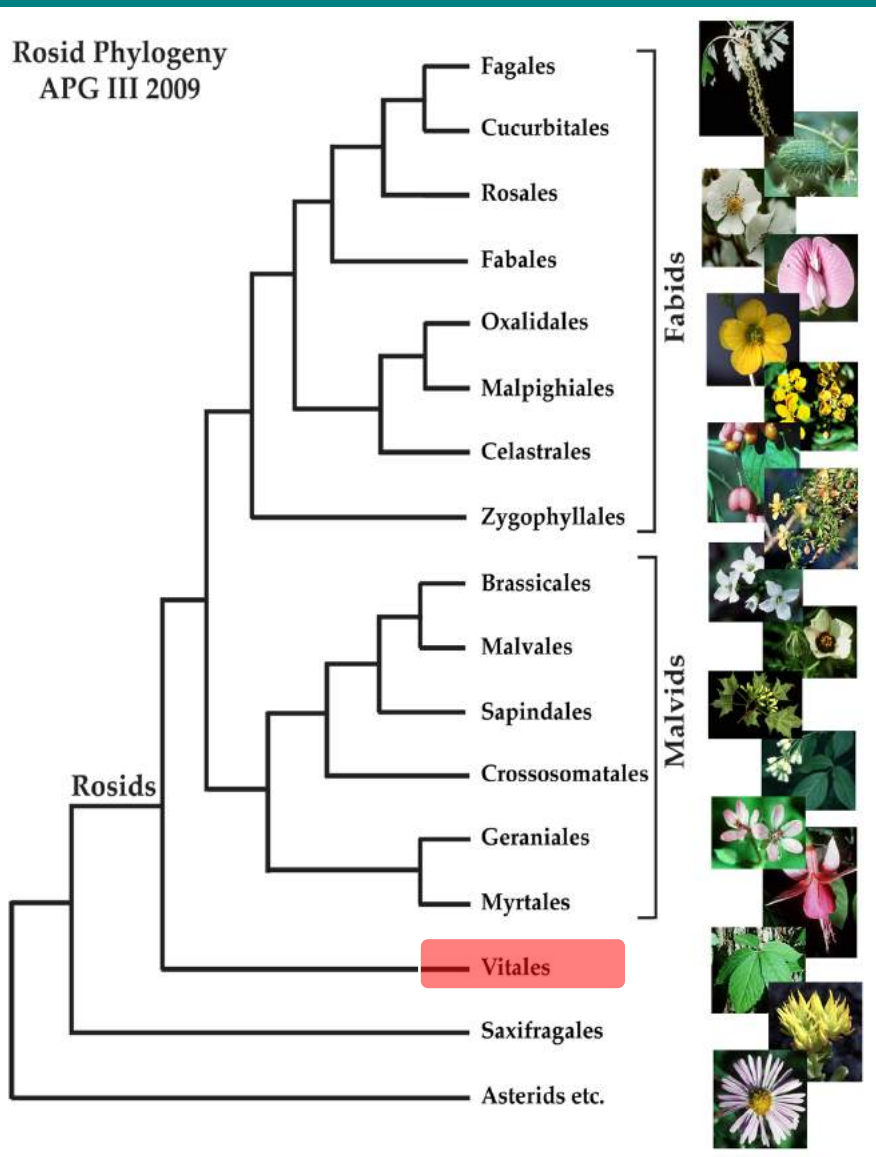 Rosid Phylogeny
APG III 2009
Fagales
Cucurbitales
Rosales
Fabales
Oxalidales
Malpighiales
Celastrales
Zygophyllales
Fabids
Brassicales
Malvales
Sapindales
Crossosomatales
Geraniales
Myrtales
Malvids
Rosids
Vitales
Saxifragales
Asterids etc.